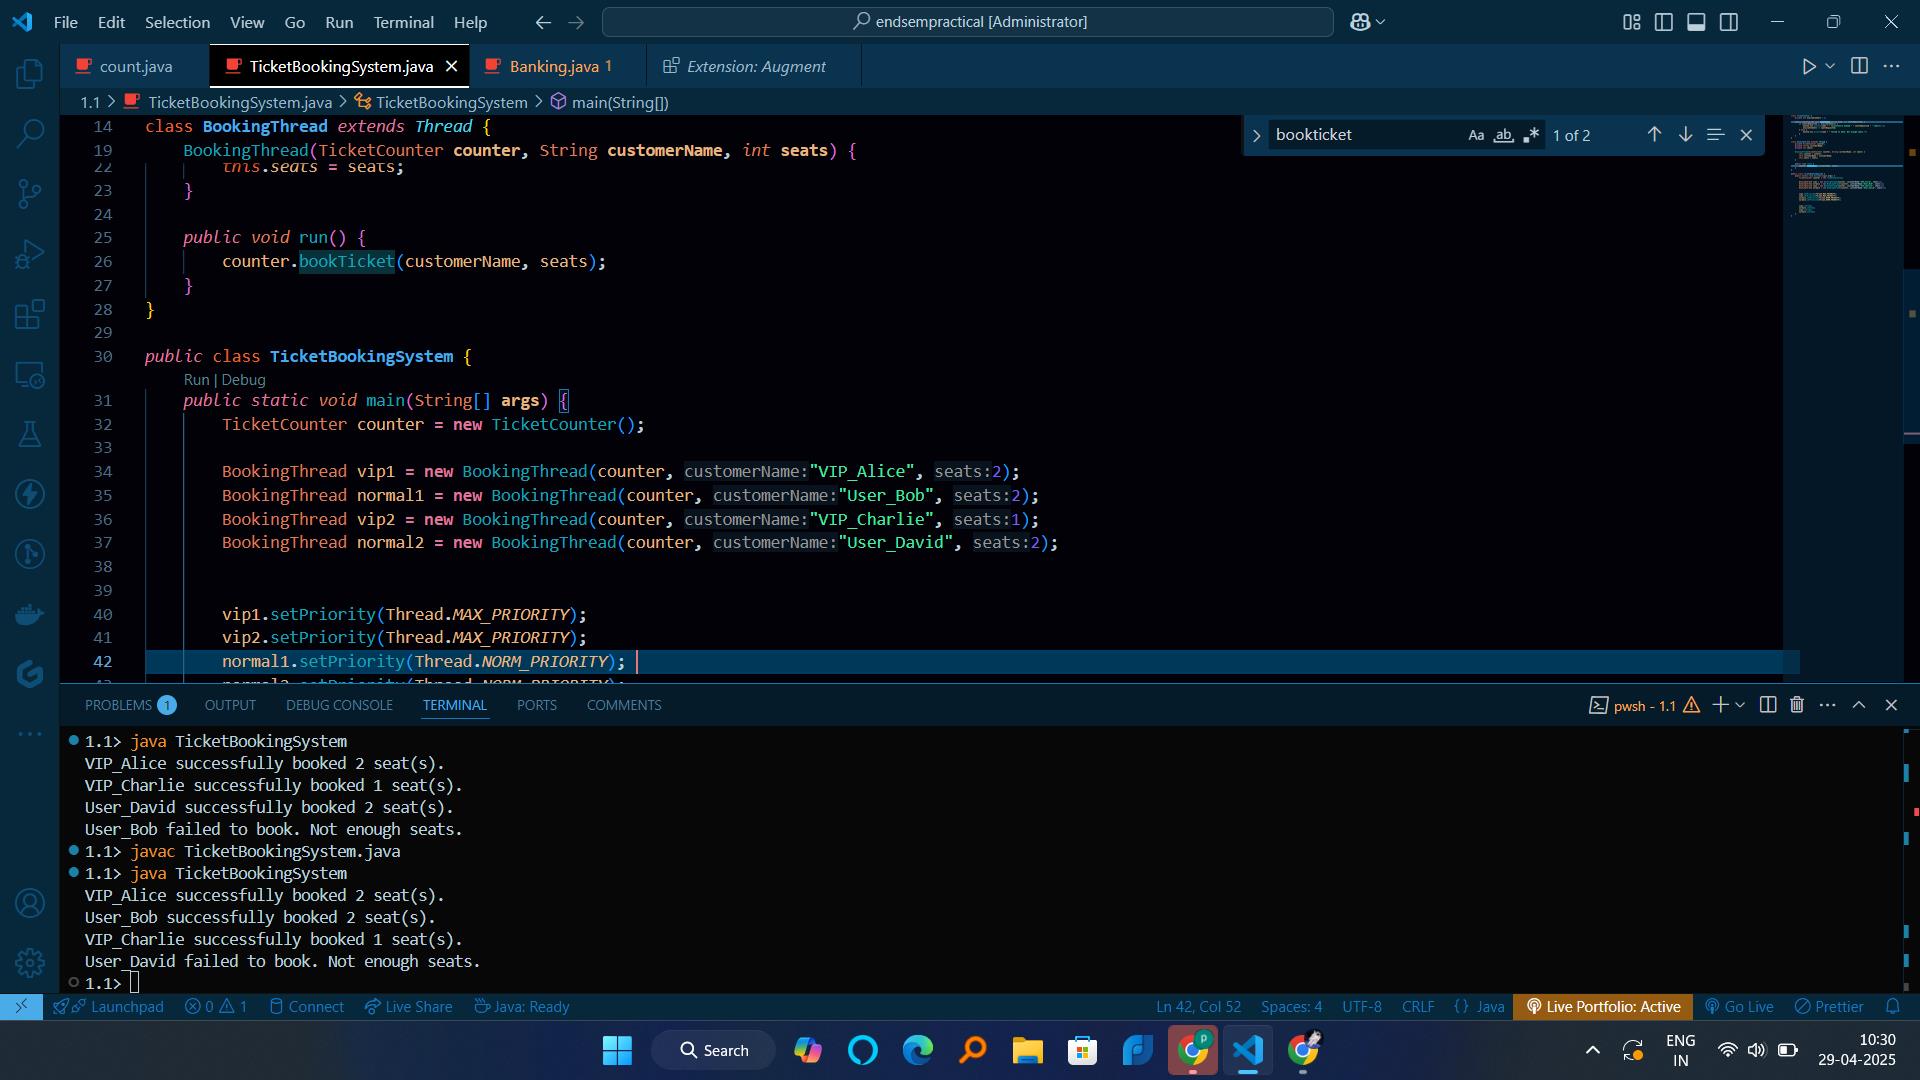 File Edit Selection View Go Run Terminal Help
endsempractical [Administrator]
count.java
TicketBookingSystem.java
Banking.java 1
Extension: Augment
1.1 > TicketBookingSystem.java > TicketBookingSystem > main(String[])
bookticket
Aa ab 1 of 2
14 class BookingThread extends Thread {
19 BookingThread(TicketCounter counter, String customerName, int seats) {
22 this.seats = seats;
23 }
24
25 public void run() {
26 counter.bookTicket(customerName, seats);
27 }
28 }
29
30 public class TicketBookingSystem {
Run | Debug
31 public static void main(String[] args) {
32 TicketCounter counter = new TicketCounter();
33
34 BookingThread vip1 = new BookingThread(counter, customerName:"VIP_Alice", seats:2);
35 BookingThread normal1 = new BookingThread(counter, customerName:"User_Bob", seats:2);
36 BookingThread vip2 = new BookingThread(counter, customerName:"VIP_Charlie", seats:1);
37 BookingThread normal2 = new BookingThread(counter, customerName:"User_David", seats:2);
38
39
40 vip1.setPriority(Thread.MAX_PRIORITY);
41 vip2.setPriority(Thread.MAX_PRIORITY);
42 normal1.setPriority(Thread.NORM_PRIORITY);
43 normal2.setPriority(Thread.NORM_PRIORITY);
PROBLEMS 1 OUTPUT DEBUG CONSOLE TERMINAL PORTS COMMENTS
pwsh - 1.1
1.1> java TicketBookingSystem
VIP_Alice successfully booked 2 seat(s).
VIP_Charlie successfully booked 1 seat(s).
User_David successfully booked 2 seat(s).
User_Bob failed to book. Not enough seats.
1.1> javac TicketBookingSystem.java
1.1> java TicketBookingSystem
VIP_Alice successfully booked 2 seat(s).
User_Bob successfully booked 2 seat(s).
VIP_Charlie successfully booked 1 seat(s).
User_David failed to book. Not enough seats.
1.1>
Launchpad 0 1 Connect Live Share Java: Ready
Ln 42, Col 52 Spaces: 4 UTF-8 CRLF {} Java Live Portfolio: Active Go Live Prettier
Search
ENG
IN
10:30
29-04-2025